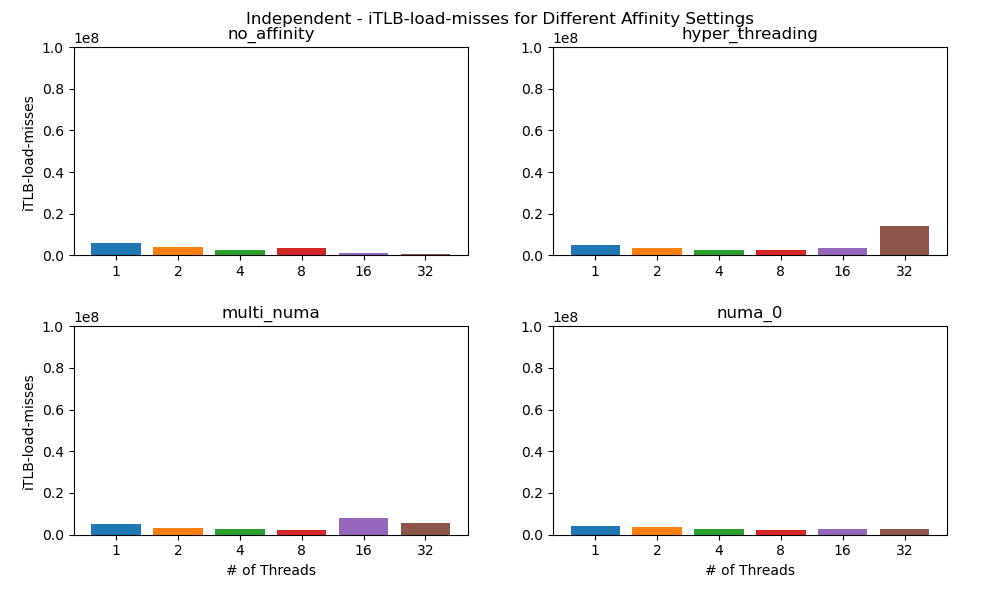 Independent - iTLB-load-misses for Different Affinity Settings
no_affinity
1e8
1.0
0.8
0.6
0.4
0.2
0.0
iTLB-load-misses
1 2 4 8 16 32
hyper_threading
1e8
1.0
0.8
0.6
0.4
0.2
0.0
1 2 4 8 16 32
multi_numa
1e8
1.0
0.8
0.6
0.4
0.2
0.0
iTLB-load-misses
1 2 4 8 16 32
# of Threads
numa_0
1e8
1.0
0.8
0.6
0.4
0.2
0.0
1 2 4 8 16 32
# of Threads